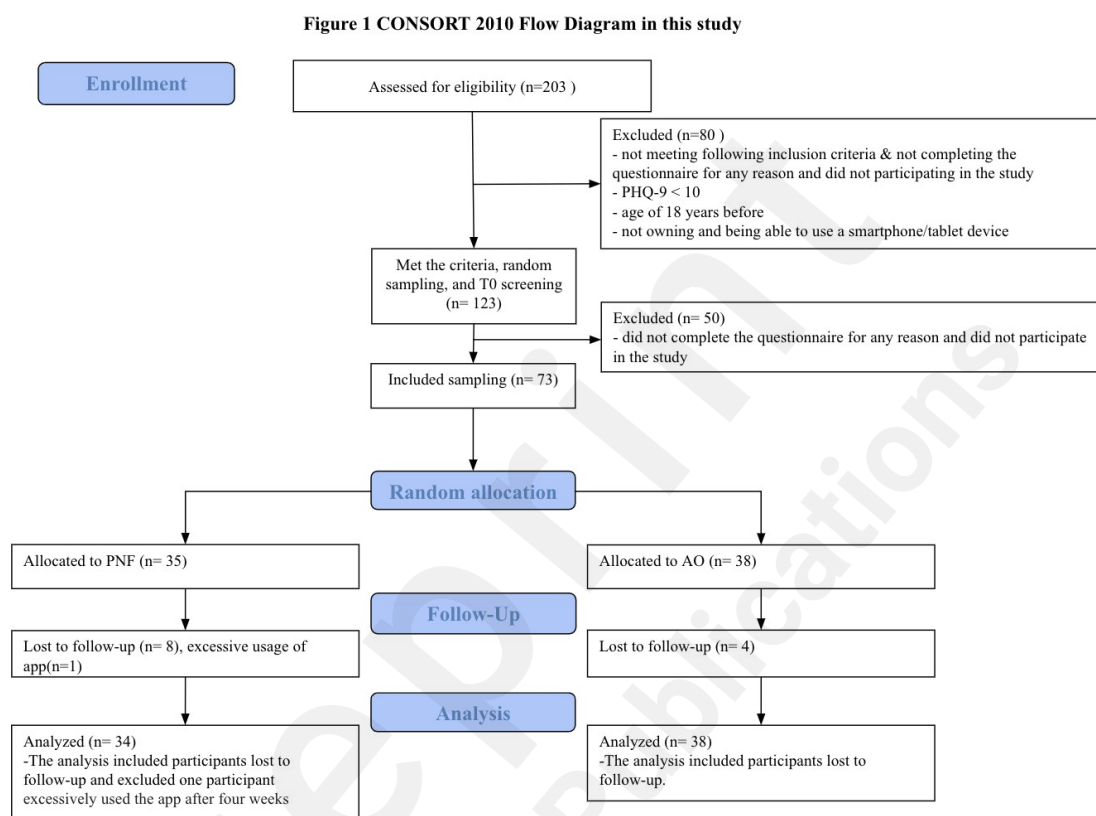 Figure 1 CONSORT 2010 Flow Diagram in this study
Enrollment
Assessed for eligibility (n=203 )
Excluded (n=80 )
- not meeting following inclusion criteria & not completing the
questionnaire for any reason and did not participating in the study
- PHQ-9 < 10
- age of 18 years before
- not owning and being able to use a smartphone/tablet device
Met the criteria, random
sampling, and T0 screening
(n= 123)
Excluded (n= 50)
- did not complete the questionnaire for any reason and did not participate
in the study
Included sampling (n= 73)
Random allocation
Allocated to PNF (n= 35)
Allocated to AO (n= 38)
Follow-Up
Lost to follow-up (n= 8), excessive usage of
app(n=1)
Lost to follow-up (n= 4)
Analysis
Analyzed (n= 34)
-The analysis included participants lost to
follow-up and excluded one participant
excessively used the app after four weeks
Analyzed (n= 38)
-The analysis included participants lost to
follow-up.
eprint
Publications